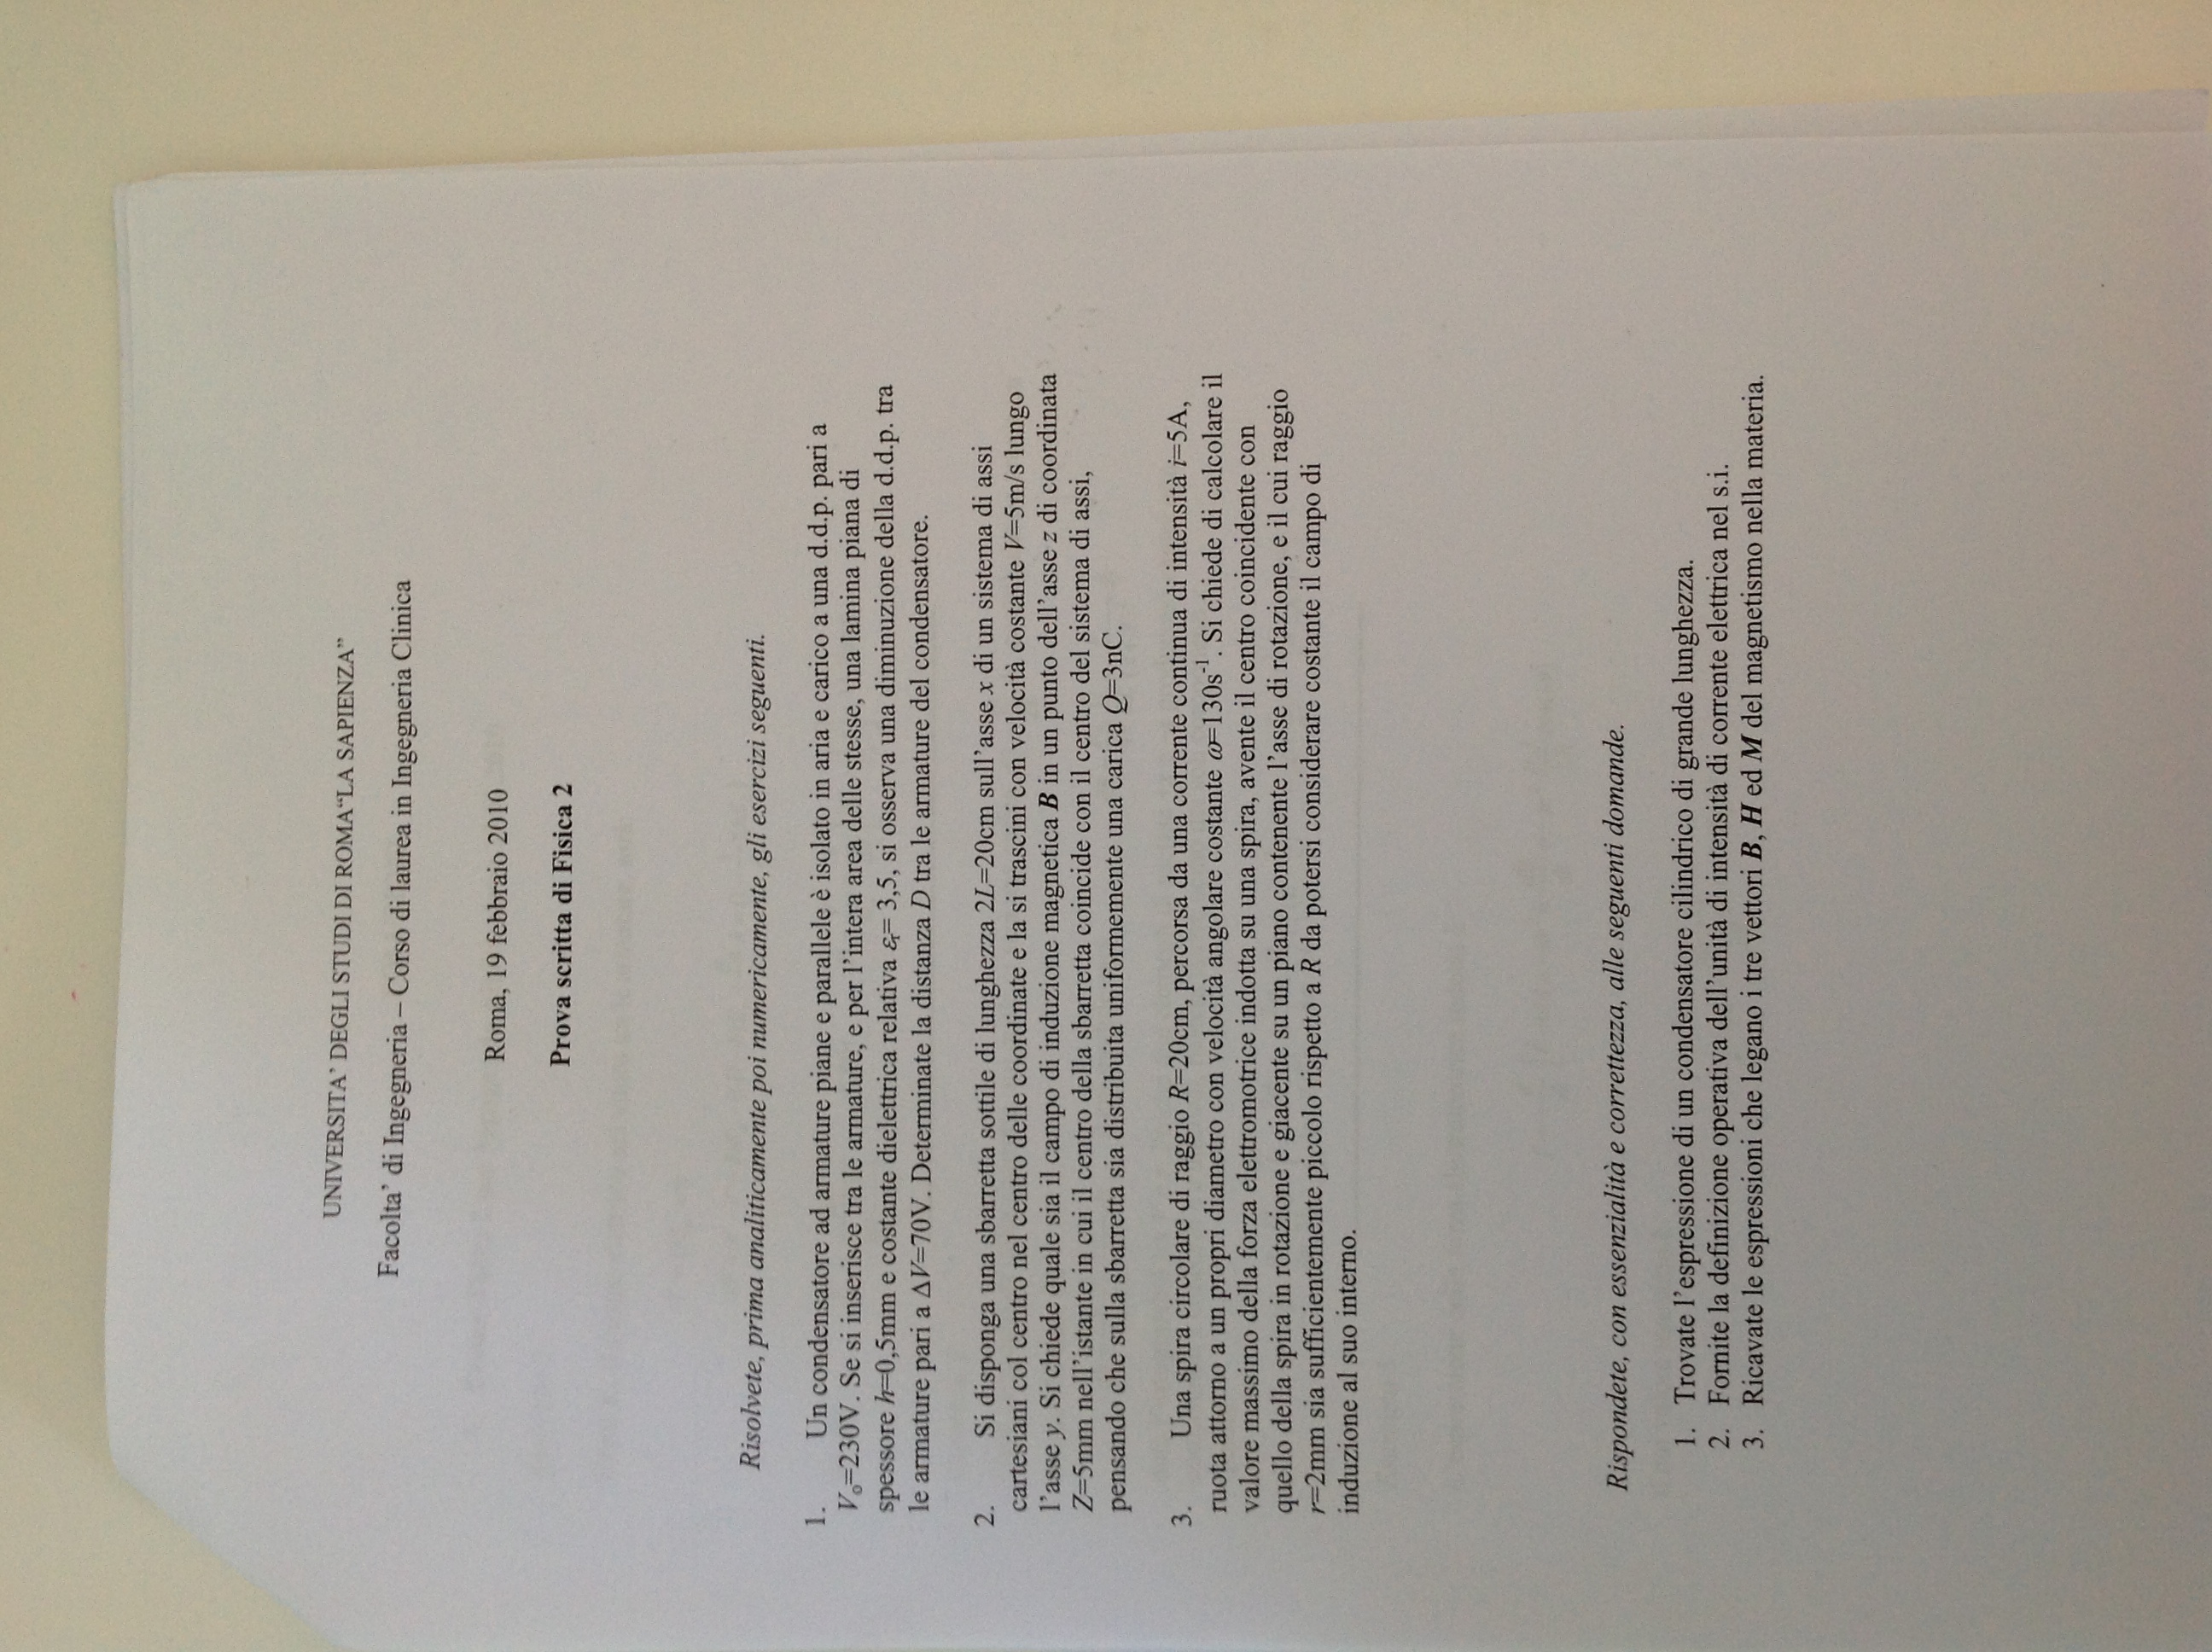 UNIVERSITA’ DEGLI STUDI DI ROMA“LA SAPIENZA”
Facolta’ di Ingegneria – Corso di laurea in Ingegneria Clinica
Roma, 19 febbraio 2010
Prova scritta di Fisica 2
Risolvete, prima analiticamente poi numericamente, gli esercizi seguenti.
1. Un condensatore ad armature piane e parallele è isolato in aria e carico a una d.d.p. pari a
V₀=230V. Se si inserisce tra le armature, e per l’intera area delle stesse, una lamina piana di
spessore h=0,5mm e costante dielettrica relativa εᵣ= 3,5, si osserva una diminuzione della d.d.p. tra
le armature pari a ΔV=70V. Determinate la distanza D tra le armature del condensatore.
2. Si disponga una sbarretta sottile di lunghezza 2L=20cm sull’asse x di un sistema di assi
cartesiani col centro nel centro delle coordinate e la si trascini con velocità costante V=5m/s lungo
l’asse y. Si chiede quale sia il campo di induzione magnetica B in un punto dell’asse z di coordinata
Z=5mm nell’istante in cui il centro della sbarretta coincide con il centro del sistema di assi,
pensando che sulla sbarretta sia distribuita uniformemente una carica Q=3nC.
3. Una spira circolare di raggio R=20cm, percorsa da una corrente continua di intensità i=5A,
ruota attorno a un propri diametro con velocità angolare costante ω=130s⁻¹. Si chiede di calcolare il
valore massimo della forza elettromotrice indotta su una spira, avente il centro coincidente con
quello della spira in rotazione e giacente su un piano contenente l’asse di rotazione, e il cui raggio
r=2mm sia sufficientemente piccolo rispetto a R da potersi considerare costante il campo di
induzione al suo interno.
Rispondete, con essenzialità e correttezza, alle seguenti domande.
1. Trovate l’espressione di un condensatore cilindrico di grande lunghezza.
2. Fornite la definizione operativa dell’unità di intensità di corrente elettrica nel s.i.
3. Ricavate le espressioni che legano i tre vettori B, H ed M del magnetismo nella materia.